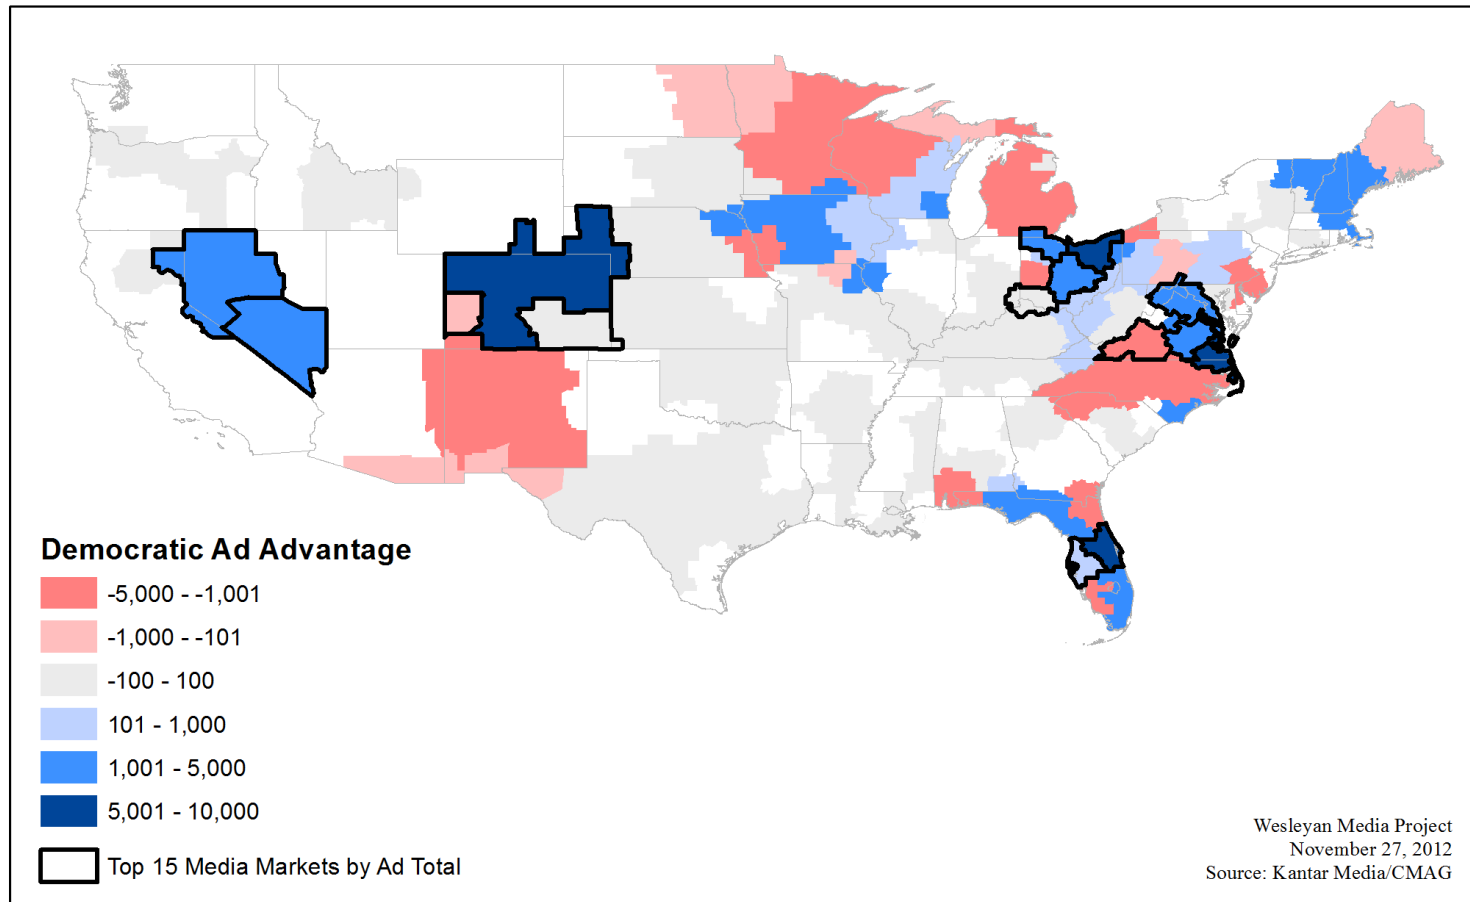 Democratic Ad Advantage
-5,000 - -1,001
-1,000 - -101
-100 - 100
101 - 1,000
1,001 - 5,000
5,001 - 10,000
Top 15 Media Markets by Ad Total
Wesleyan Media Project
November 27, 2012
Source: Kantar Media/CMAG